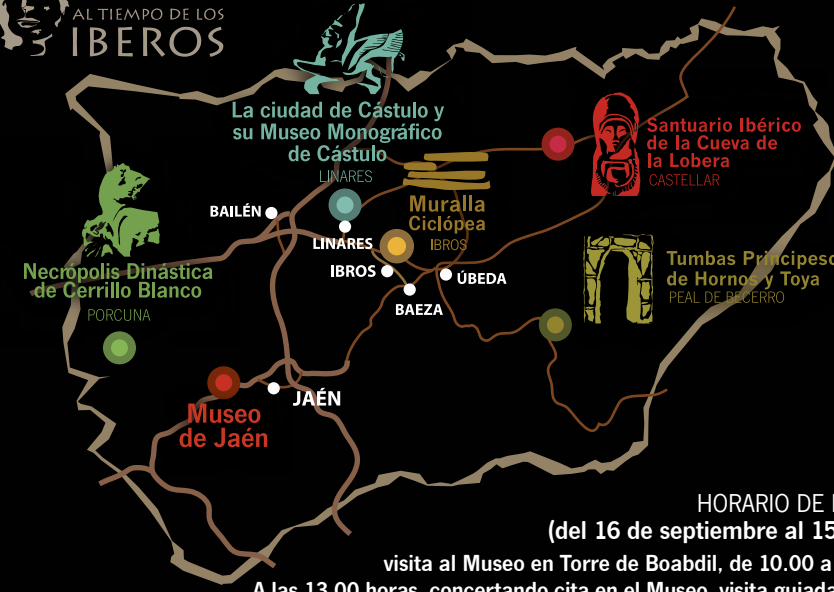 AL TIEMPO DE LOS
IBEROS
La ciudad de Cástulo y
su Museo Monográfico
de Cástulo
LINARES
Santuario Ibérico
de la Cueva de
la Lobera
CASTELLAR
Muralla
Ciclópea
IBROS
BAILÉN
LINARES
IBROS
ÚBEDA
BAEZA
Necrópolis Dinástica
de Cerrillo Blanco
PORCUNA
Tumbas
de Hornos y Toya
PEAL DE BECERRO
JAÉN
Museo
de Jaén
HORARIO DE
(del 16 de septiembre al 15
visita al Museo en Torre de Boabdil, de 10.00 a
A las 13.00 horas, concertando cita en el Museo, visita guiada